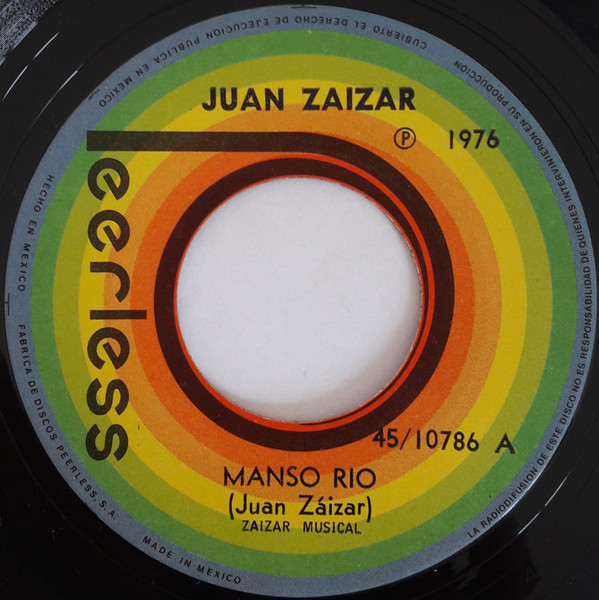 JUAN ZAIZAR
℗ 1976
Peerless
45/10786 A
MANSO RIO
(Juan Záizar)
ZAIZAR MUSICAL
HECHO EN MEXICO
CUBIERTO EL DERECHO DE EJECUCION PUBLICA EN MEXICO
LA RADIODIFUSION DE ESTE DISCO NO ES RESPONSABILIDAD DE QUIENES INTERVINIERON EN SU PRODUCCION
FABRICA DE DISCOS PEERLESS, S.A.
MADE IN MEXICO